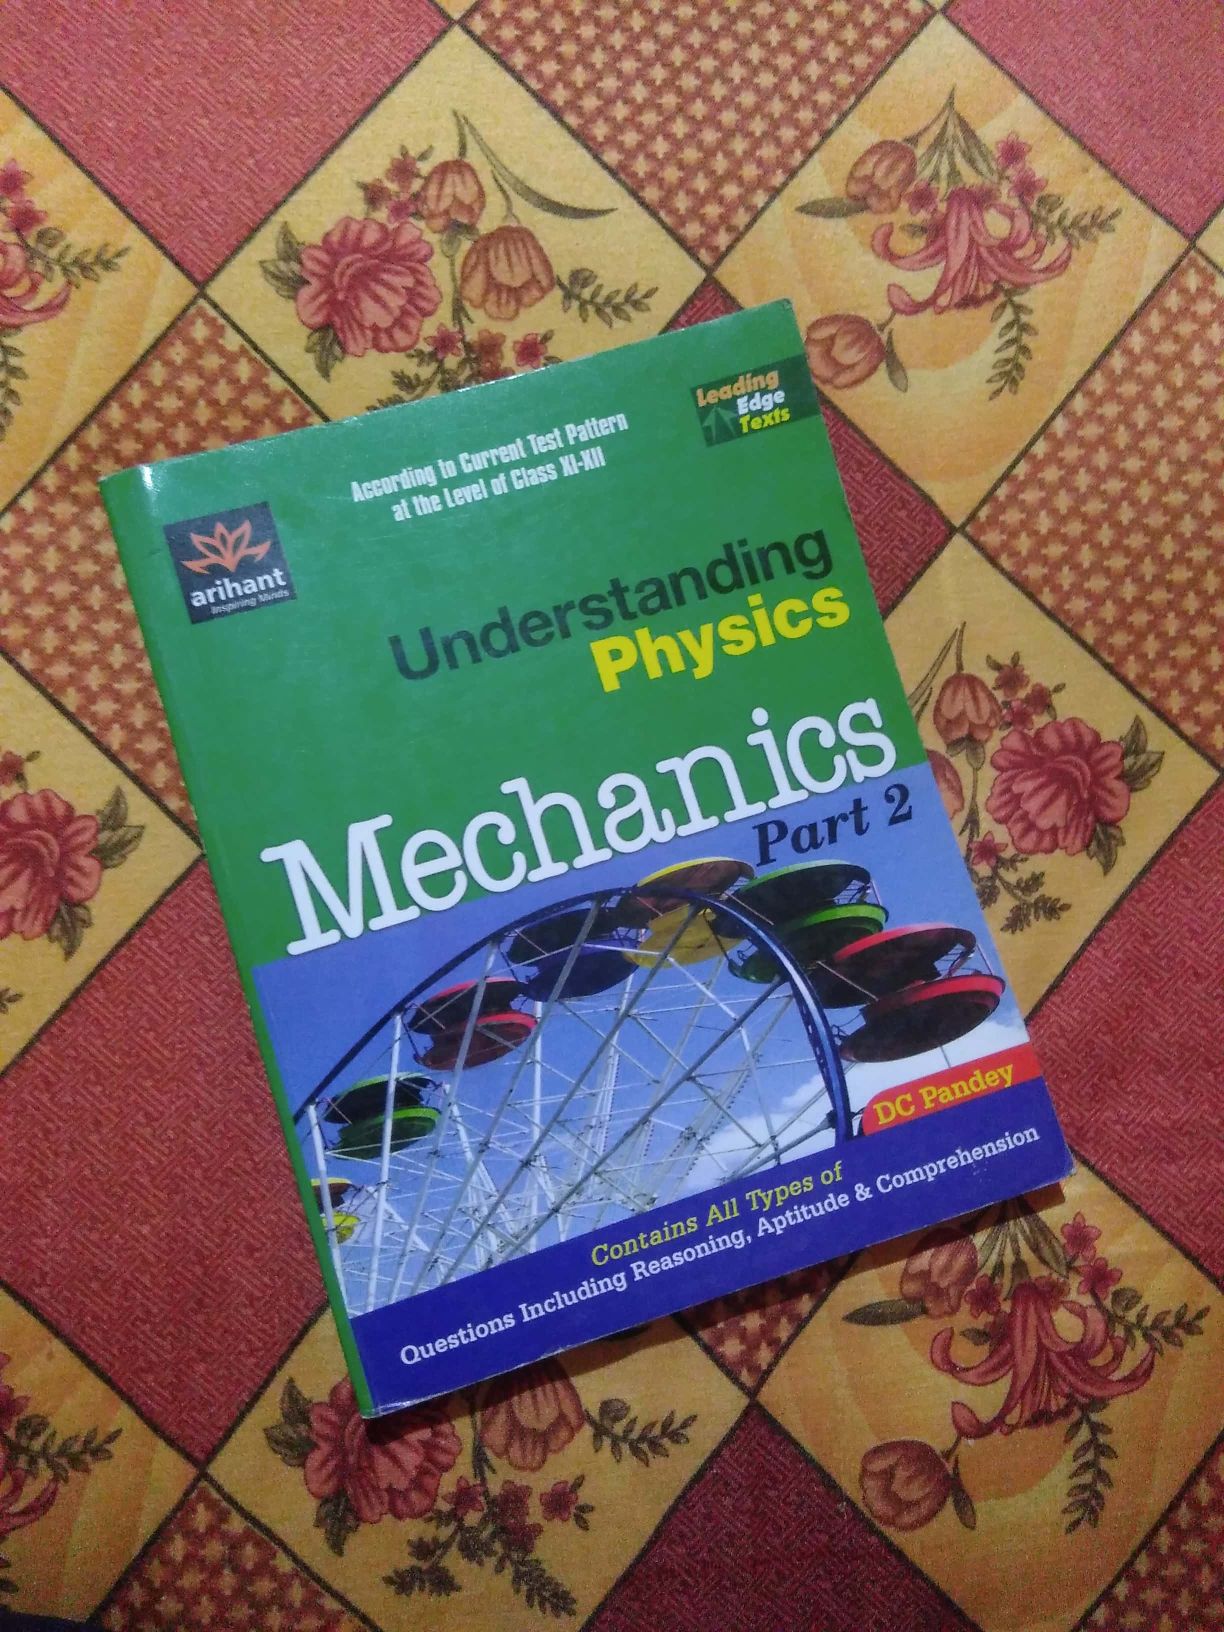 According to Current Test Pattern
at the Level of Class XI-XII
Leading
Edge
Texts
arihant
Inspiring Minds
Understanding
Physics
Mechanics
Part 2
DC Pandey
Contains All Types of
Questions Including Reasoning, Aptitude & Comprehension